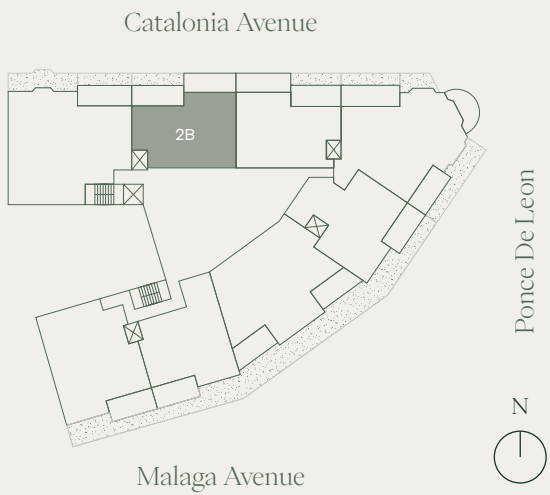 Catalonia Avenue
2B
Ponce De Leon
N
Malaga Avenue